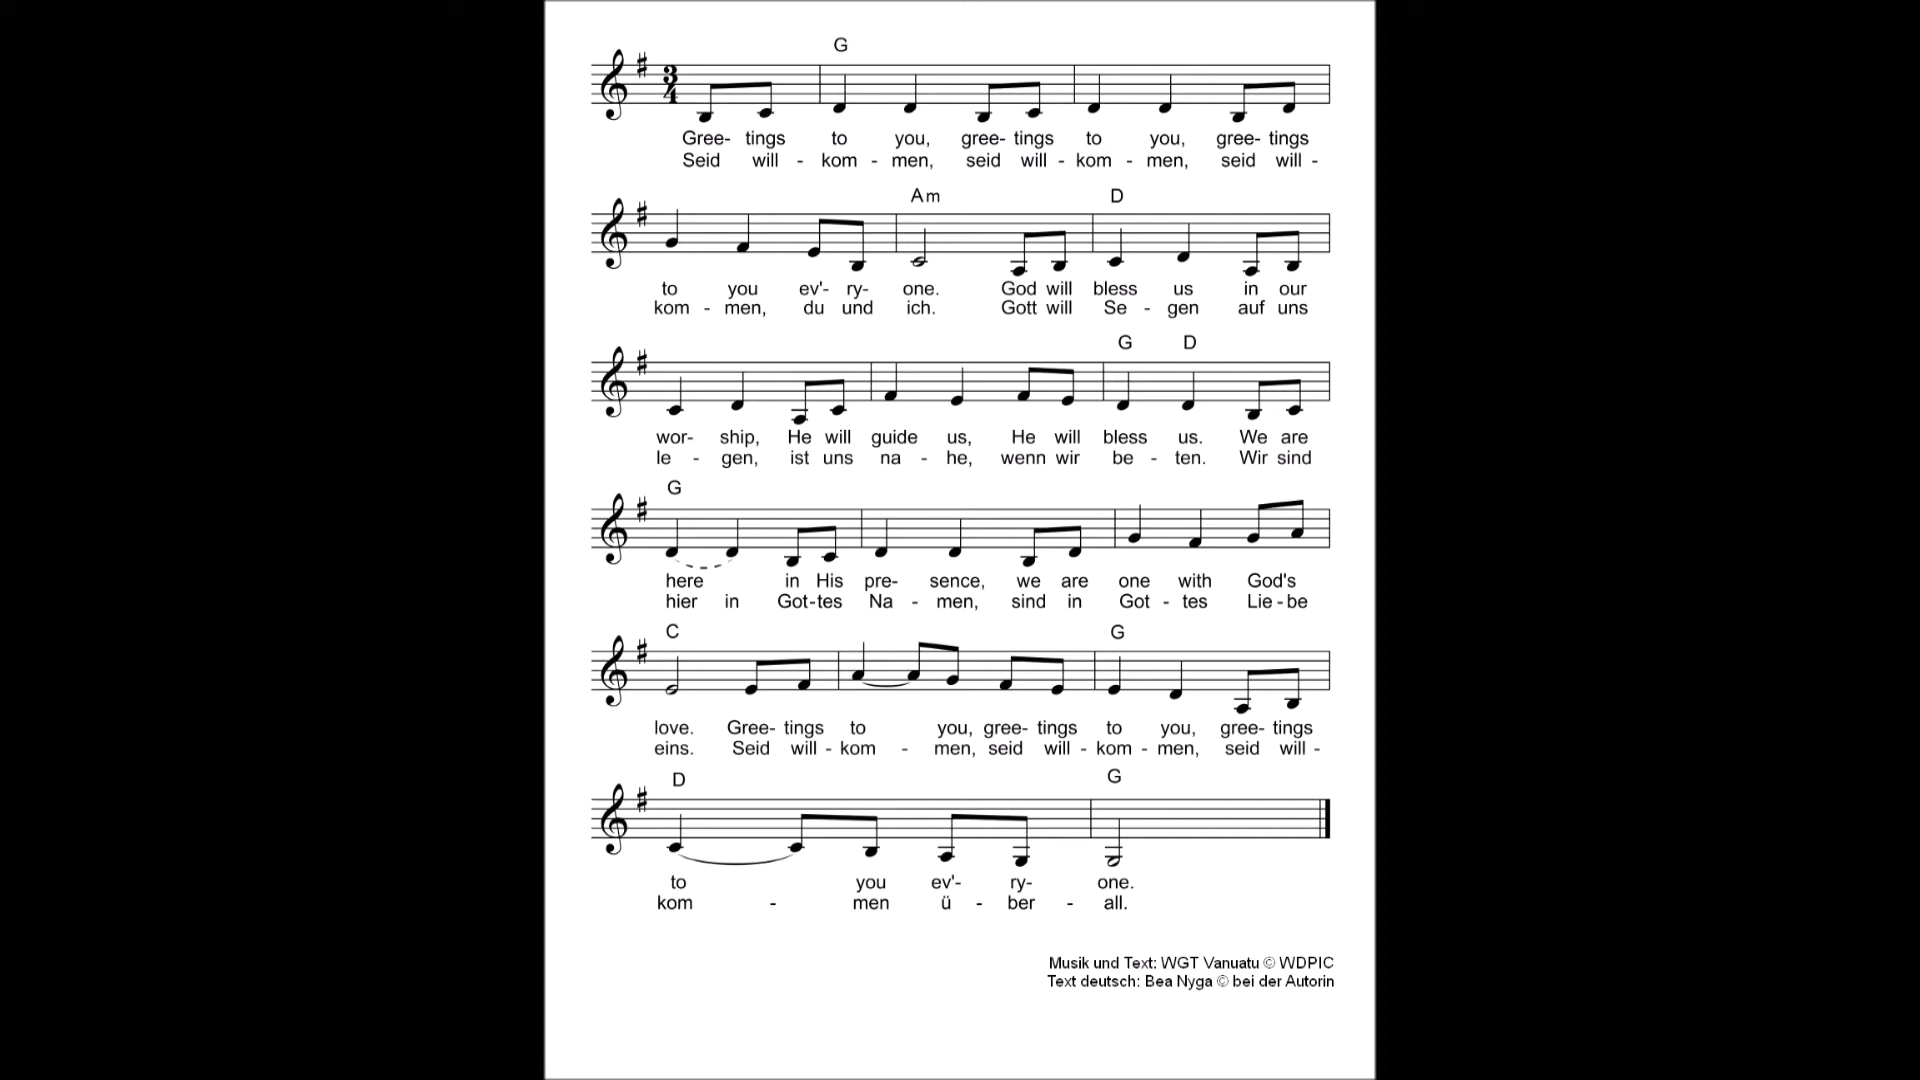 G
3
4
Gree- tings to you, gree- tings to you, gree- tings
Seid will - kom - men, seid will - kom - men, seid will -
Am D
to you ev'- ry- one. God will bless us in our
kom - men, du und ich. Gott will Se - gen auf uns
G D
wor- ship, He will guide us, He will bless us. We are
le - gen, ist uns na - he, wenn wir be - ten. Wir sind
G
here in His pre- sence, we are one with God's
hier in Got-tes Na - men, sind in Got - tes Lie - be
C G
love. Gree- tings to you, gree- tings to you, gree- tings
eins. Seid will - kom - men, seid will - kom - men, seid will -
D G
to you ev'- ry- one.
kom - men ü - ber - all.
Musik und Text: WGT Vanuatu © WDPIC
Text deutsch: Bea Nyga © bei der Autorin